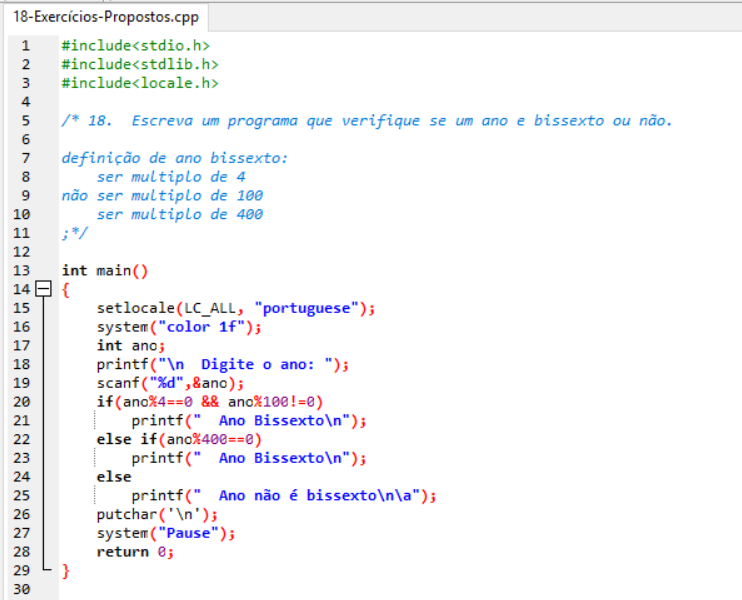 18-Exercícios-Propostos.cpp
1 #include<stdio.h>
2 #include<stdlib.h>
3 #include<locale.h>
4
5 /* 18.  Escreva um programa que verifique se um ano e bissexto ou não.
6
7 definição de ano bissexto:
8     ser multiplo de 4
9 não ser multiplo de 100
10     ser multiplo de 400
11 ;*/
12
13 int main()
14 {
15     setlocale(LC_ALL, "portuguese");
16     system("color 1f");
17     int ano;
18     printf("\n  Digite o ano: ");
19     scanf("%d",&ano);
20     if(ano%4==0 && ano%100!=0)
21         printf("  Ano Bissexto\n");
22     else if(ano%400==0)
23         printf("  Ano Bissexto\n");
24     else
25         printf("  Ano não é bissexto\n\a");
26     putchar('\n');
27     system("Pause");
28     return 0;
29 }
30